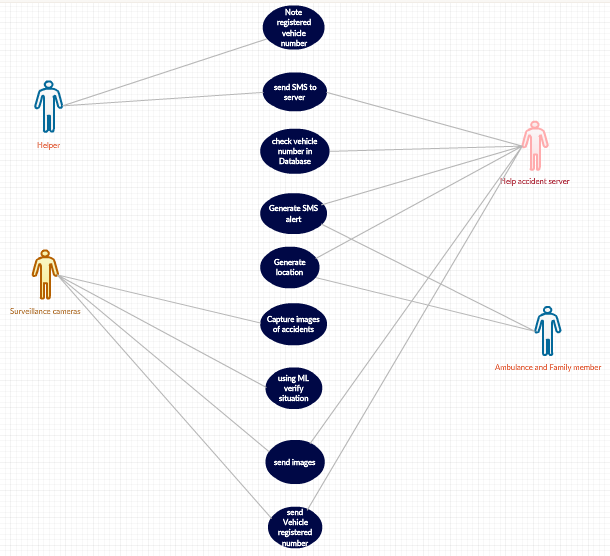 Note
registered
vehicle
number
send SMS to
server
Helper
check vehicle
number in
Database
Help accident server
Generate SMS
alert
Generate
location
Surveillance cameras
Capture images
of accidents
Ambulance and Family member
using ML
verify
situation
send images
send
Vehicle
registered
number